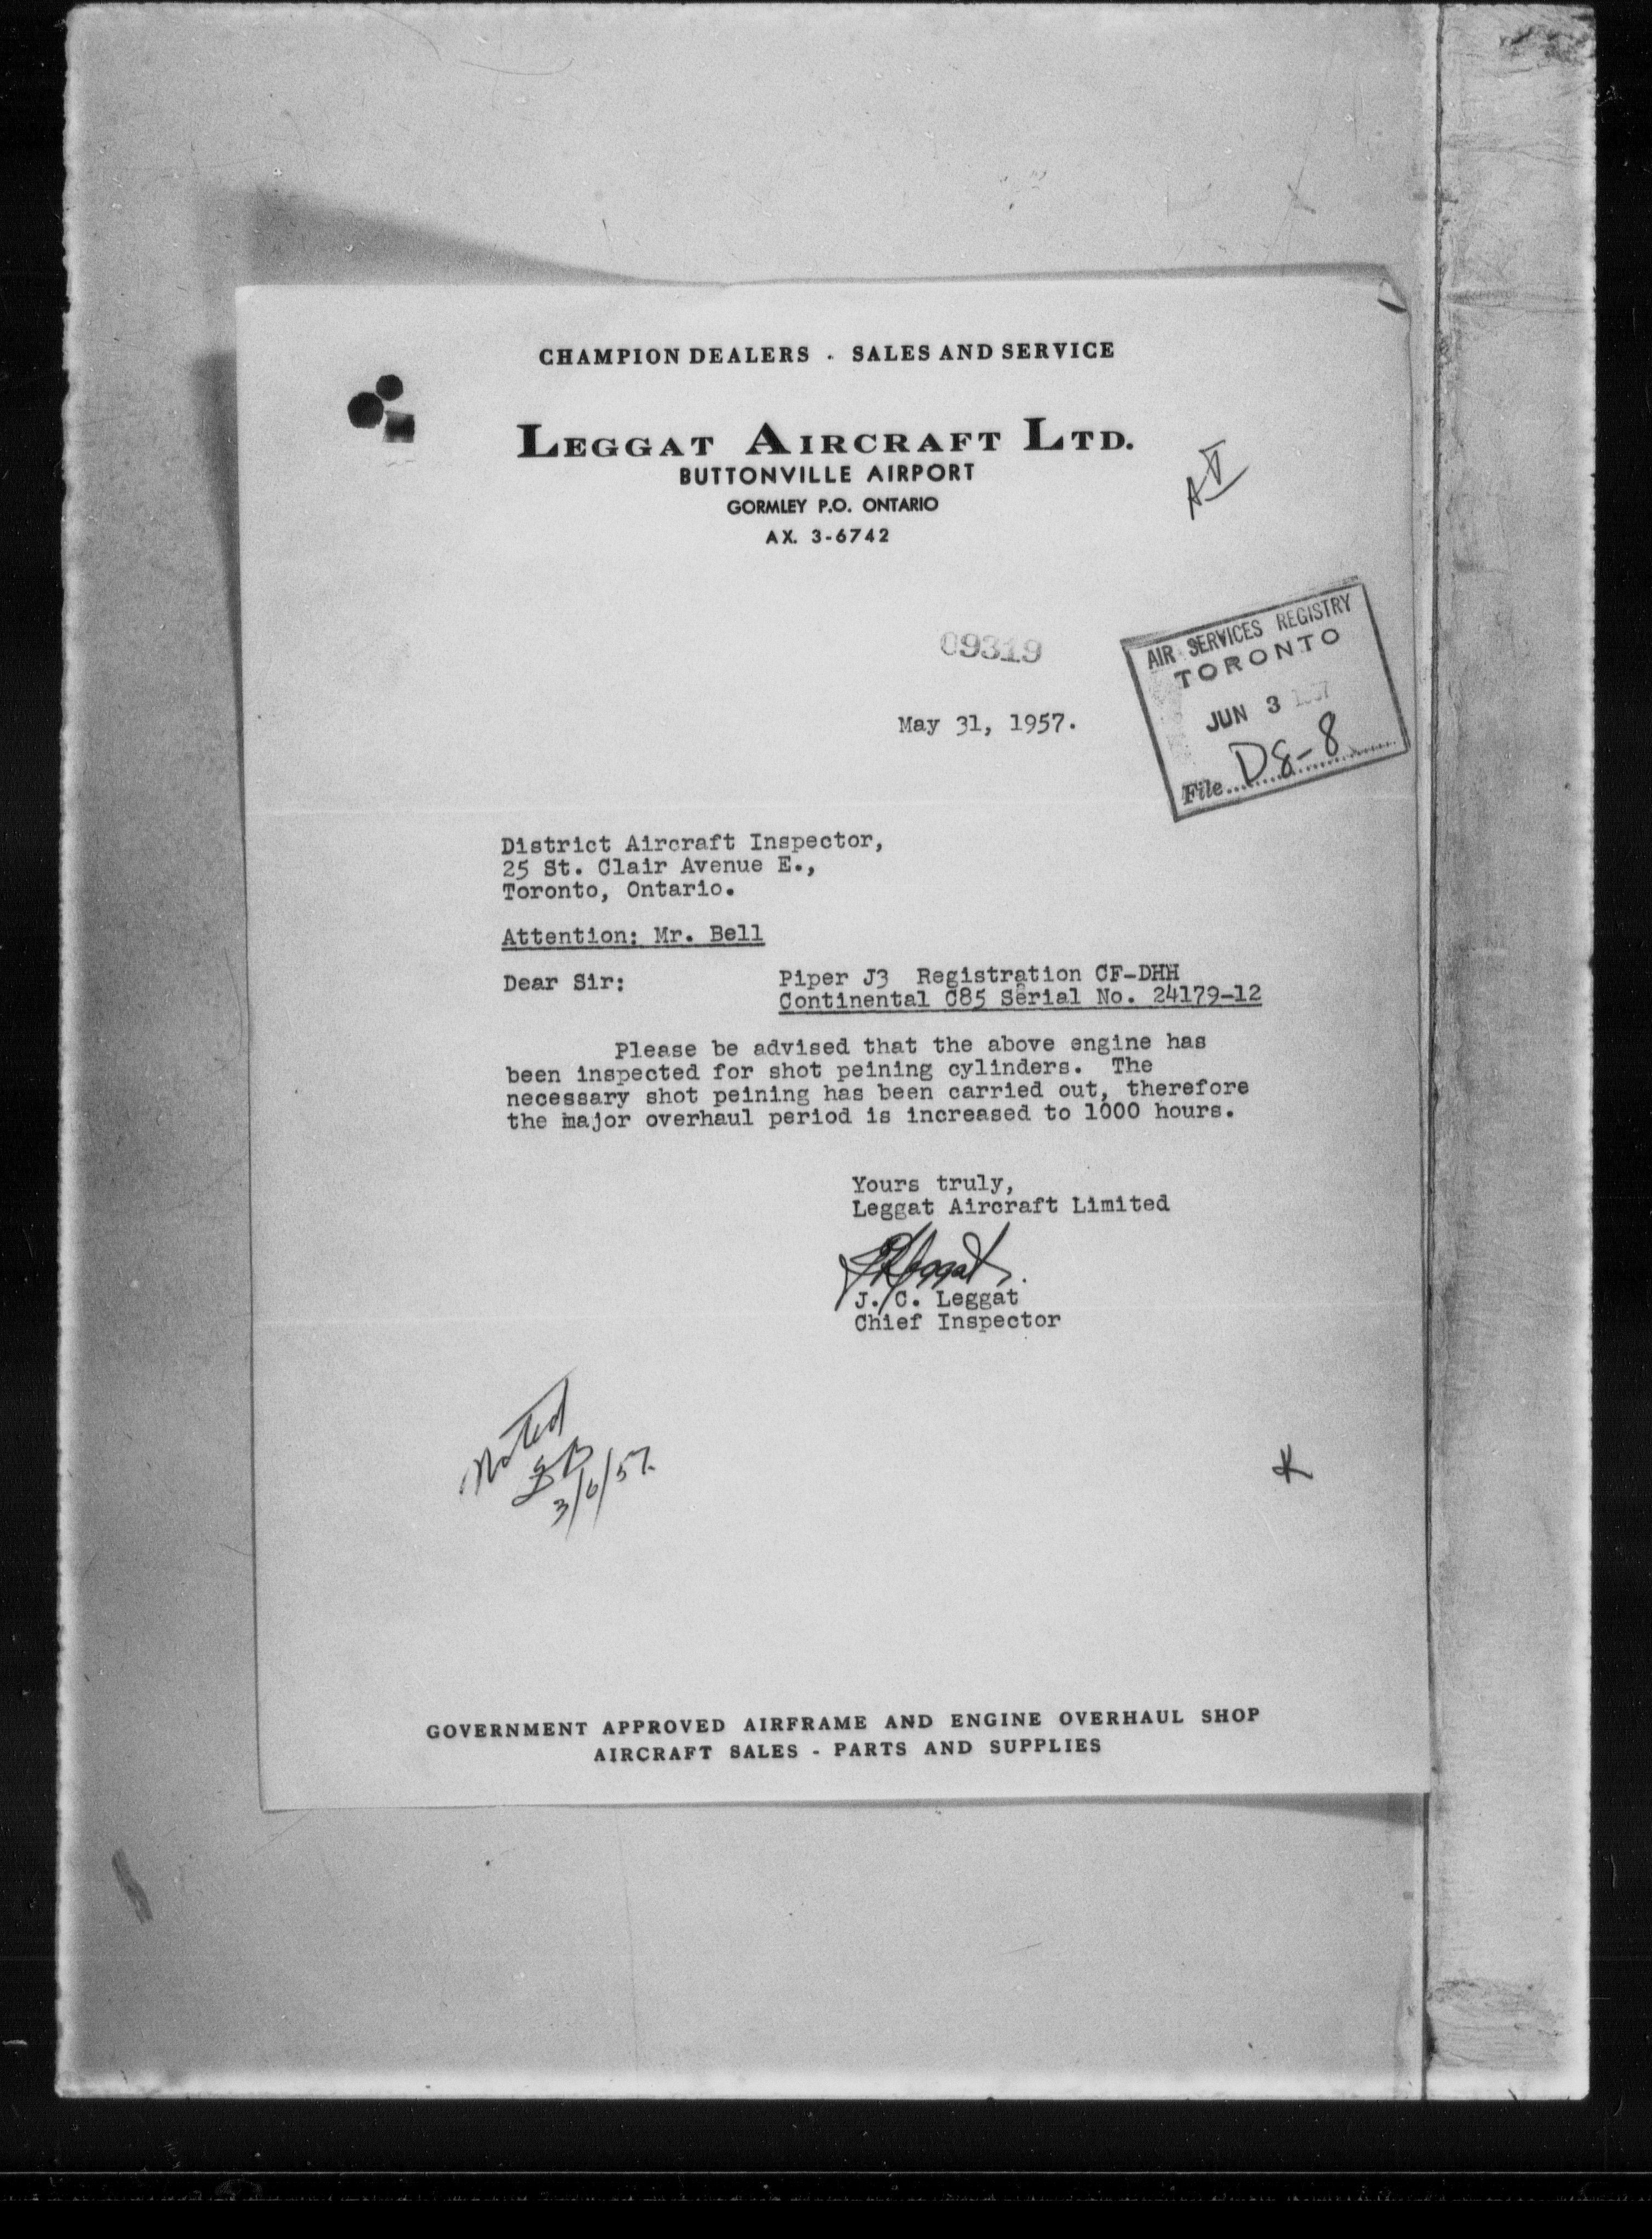 CHAMPION DEALERS . SALES AND SERVICE
LEGGAT AIRCRAFT LTD.
BUTTONVILLE AIRPORT
GORMLEY P.O. ONTARIO
AX. 3-6742
09319
AIR SERVICES REGISTRY
TORONTO
JUN 3 1957
File D8-8
May 31, 1957.
District Aircraft Inspector,
25 St. Clair Avenue E.,
Toronto, Ontario.
Attention: Mr. Bell
Dear Sir: Piper J3 Registration CF-DHH
Continental C85 Serial No. 24179-12
Please be advised that the above engine has
been inspected for shot peining cylinders. The
necessary shot peining has been carried out, therefore
the major overhaul period is increased to 1000 hours.
Yours truly,
Leggat Aircraft Limited
J. C. Leggat
Chief Inspector
Noted
3/6/57.
GOVERNMENT APPROVED AIRFRAME AND ENGINE OVERHAUL SHOP
AIRCRAFT SALES - PARTS AND SUPPLIES